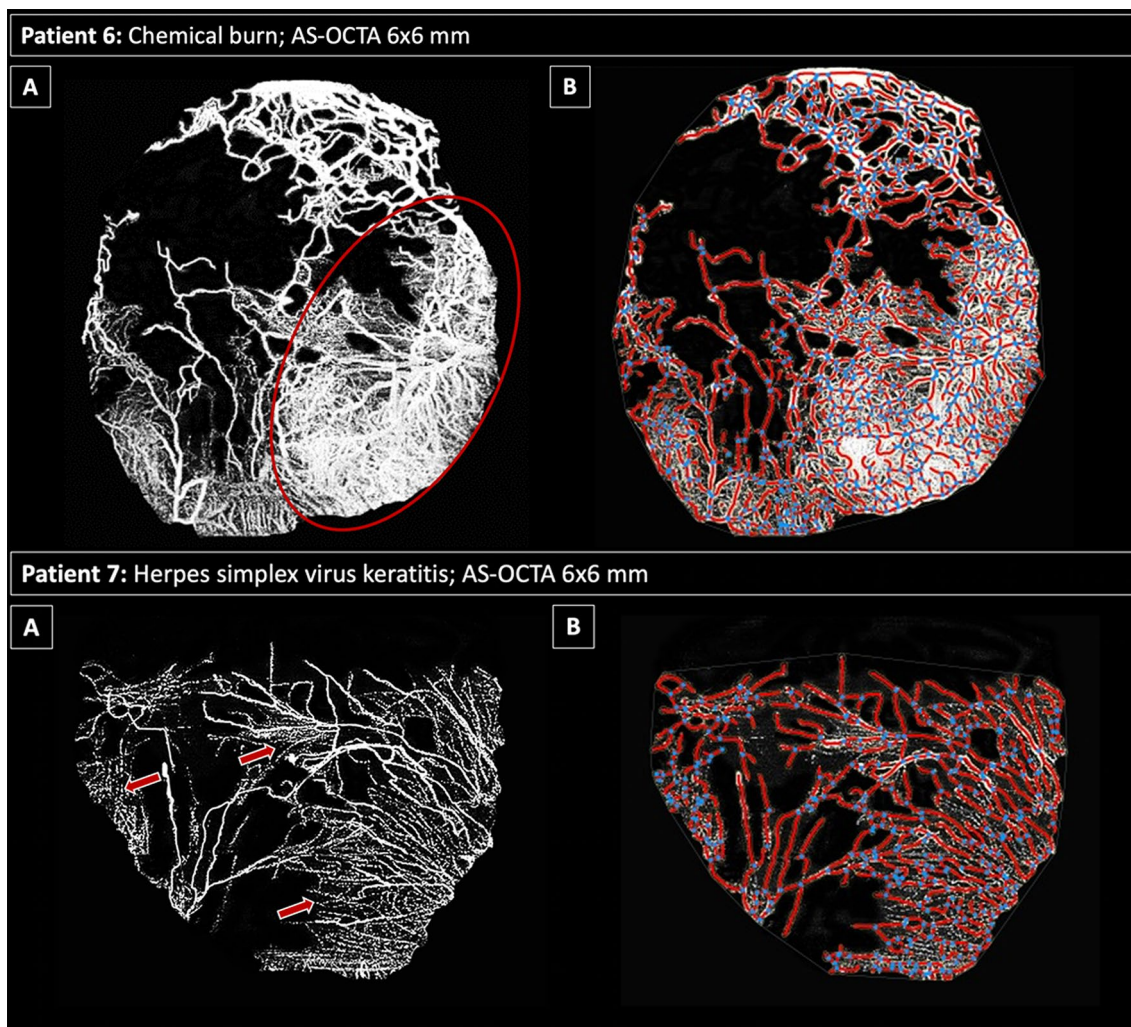 Patient 6: Chemical burn; AS-OCTA 6x6 mm
A
B
Patient 7: Herpes simplex virus keratitis; AS-OCTA 6x6 mm
A
B